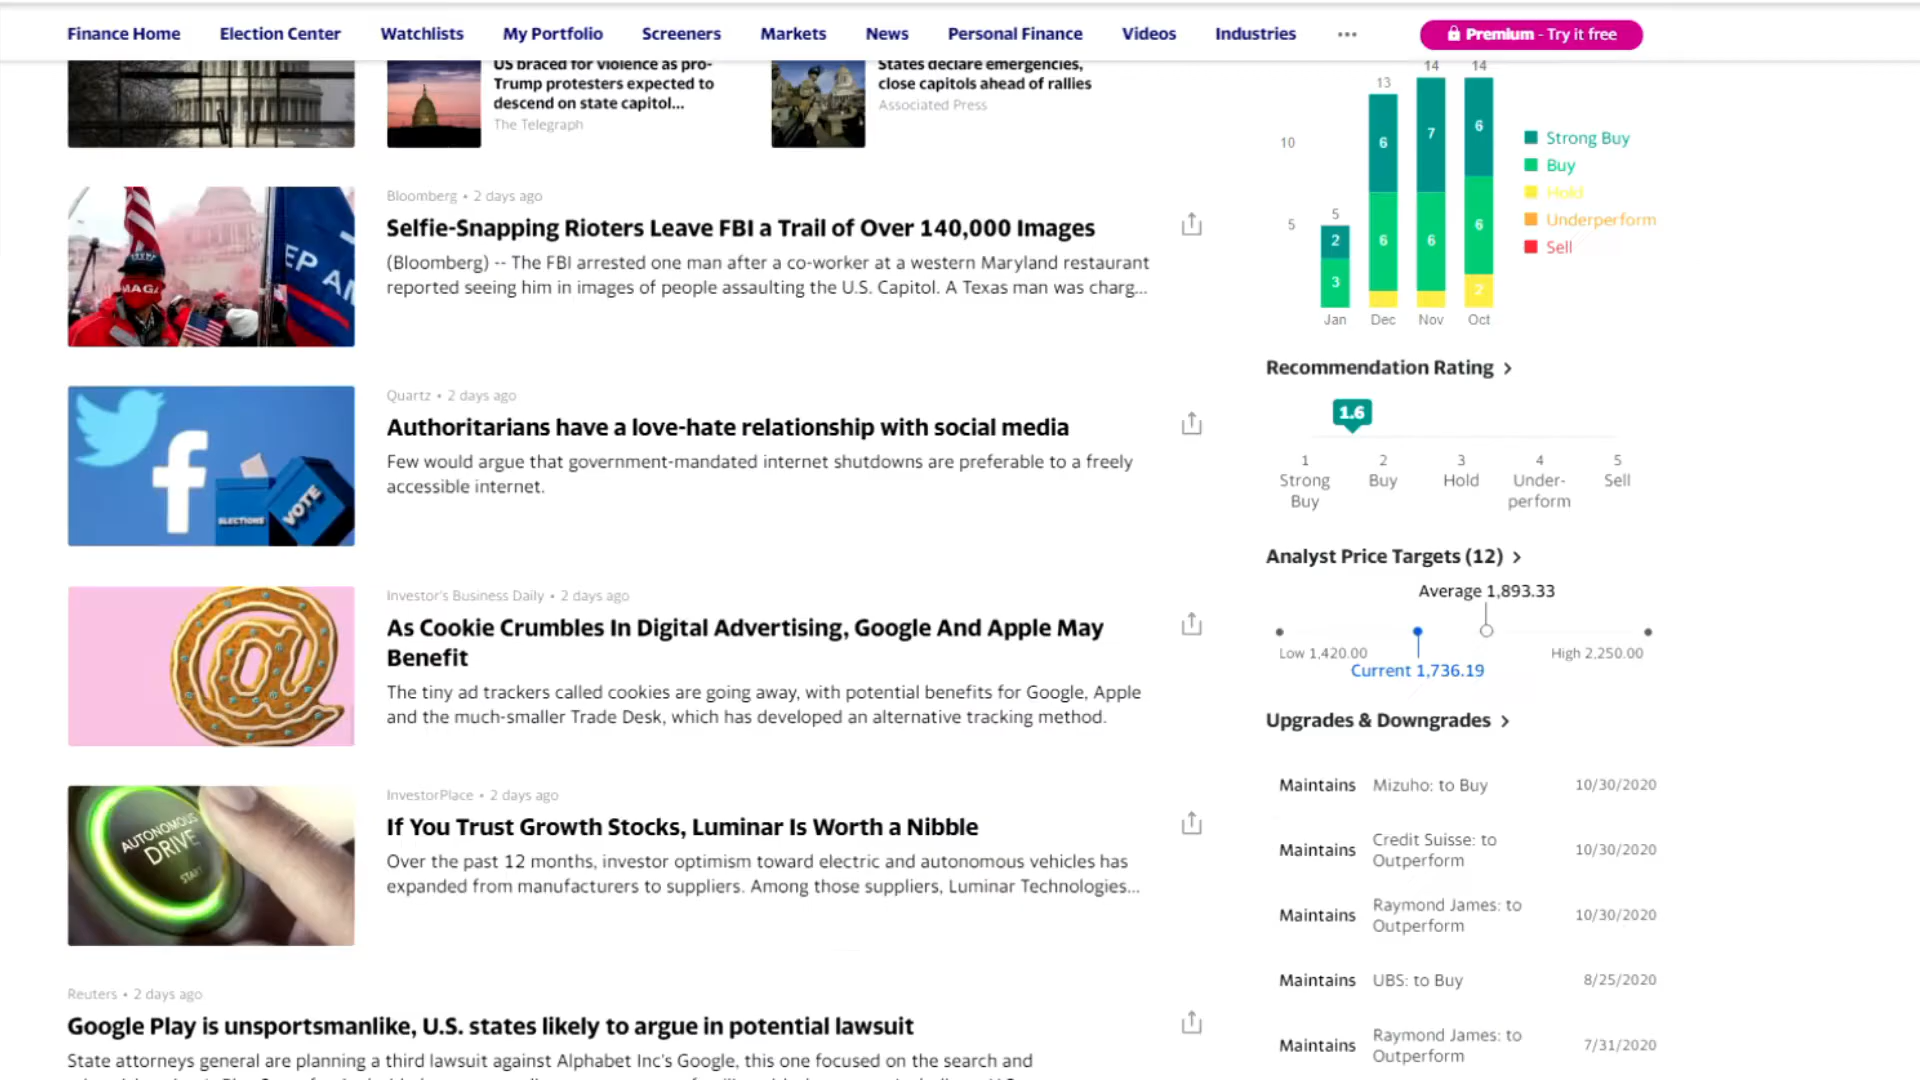 Finance Home Election Center Watchlists My Portfolio Screeners Markets News Personal Finance Videos Industries ••• Premium - Try it free
US braced for violence as pro-
Trump protesters expected to
descend on state capitol...
The Telegraph
States declare emergencies,
close capitols ahead of rallies
Associated Press
Bloomberg • 2 days ago
Selfie-Snapping Rioters Leave FBI a Trail of Over 140,000 Images
(Bloomberg) -- The FBI arrested one man after a co-worker at a western Maryland restaurant
reported seeing him in images of people assaulting the U.S. Capitol. A Texas man was charg...
MAGA
EP AM
Quartz • 2 days ago
Authoritarians have a love-hate relationship with social media
Few would argue that government-mandated internet shutdowns are preferable to a freely
accessible internet.
ELECTIONS
VOTE
Investor's Business Daily • 2 days ago
As Cookie Crumbles In Digital Advertising, Google And Apple May
Benefit
The tiny ad trackers called cookies are going away, with potential benefits for Google, Apple
and the much-smaller Trade Desk, which has developed an alternative tracking method.
@
InvestorPlace • 2 days ago
If You Trust Growth Stocks, Luminar Is Worth a Nibble
Over the past 12 months, investor optimism toward electric and autonomous vehicles has
expanded from manufacturers to suppliers. Among those suppliers, Luminar Technologies...
AUTONOMOUS
DRIVE
START
Reuters • 2 days ago
Google Play is unsportsmanlike, U.S. states likely to argue in potential lawsuit
State attorneys general are planning a third lawsuit against Alphabet Inc's Google, this one focused on the search and
14 14
13
10 6 7 6
5 5
2 6 6 6
3 2
Jan Dec Nov Oct
Strong Buy
Buy
Hold
Underperform
Sell
Recommendation Rating >
1.6
1 2 3 4 5
Strong Buy Hold Under- Sell
Buy perform
Analyst Price Targets (12) >
Average 1,893.33
Low 1,420.00 High 2,250.00
Current 1,736.19
Upgrades & Downgrades >
Maintains Mizuho: to Buy 10/30/2020
Maintains Credit Suisse: to
Outperform 10/30/2020
Maintains Raymond James: to
Outperform 10/30/2020
Maintains UBS: to Buy 8/25/2020
Maintains Raymond James: to
Outperform 7/31/2020